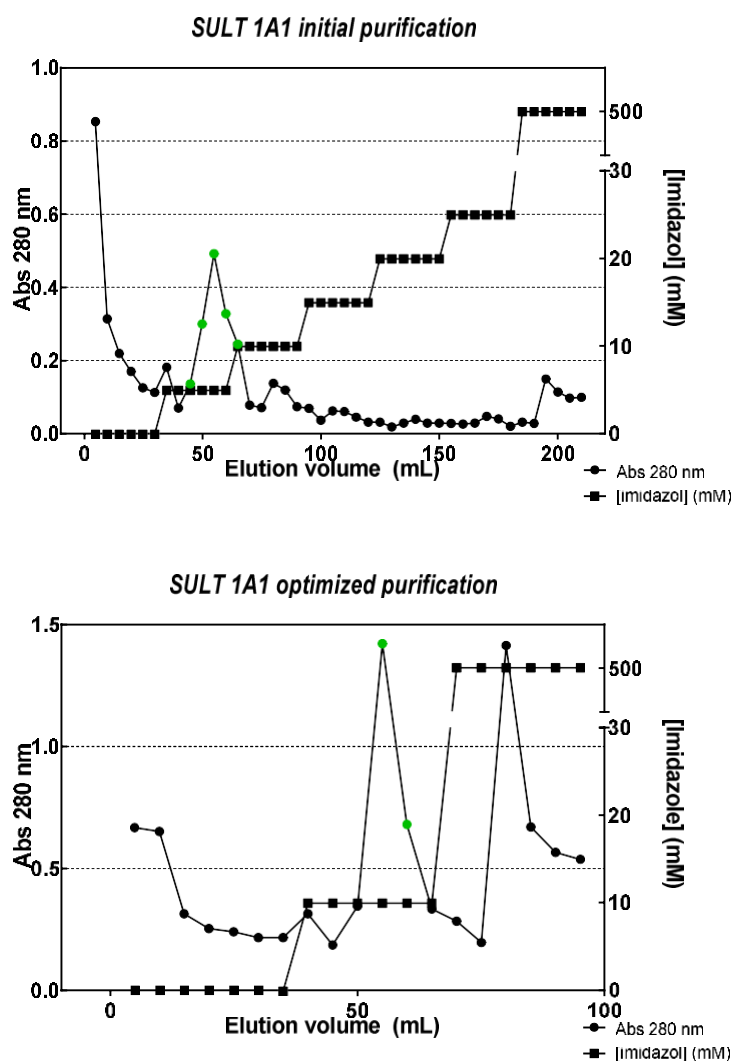 SULT 1A1 initial purification
1.0
0.8
0.6
0.4
0.2
0.0
Abs 280 nm
500
30
20
10
0
[Imidazol] (mM)
0 50 100 150 200
Elution volume (mL)
Abs 280 nm
[Imidazol] (mM)
SULT 1A1 optimized purification
1.5
1.0
0.5
0.0
Abs 280 nm
500
30
20
10
0
[Imidazole] (mM)
0 50 100
Elution volume (mL)
Abs 280 nm
[Imidazol] (mM)